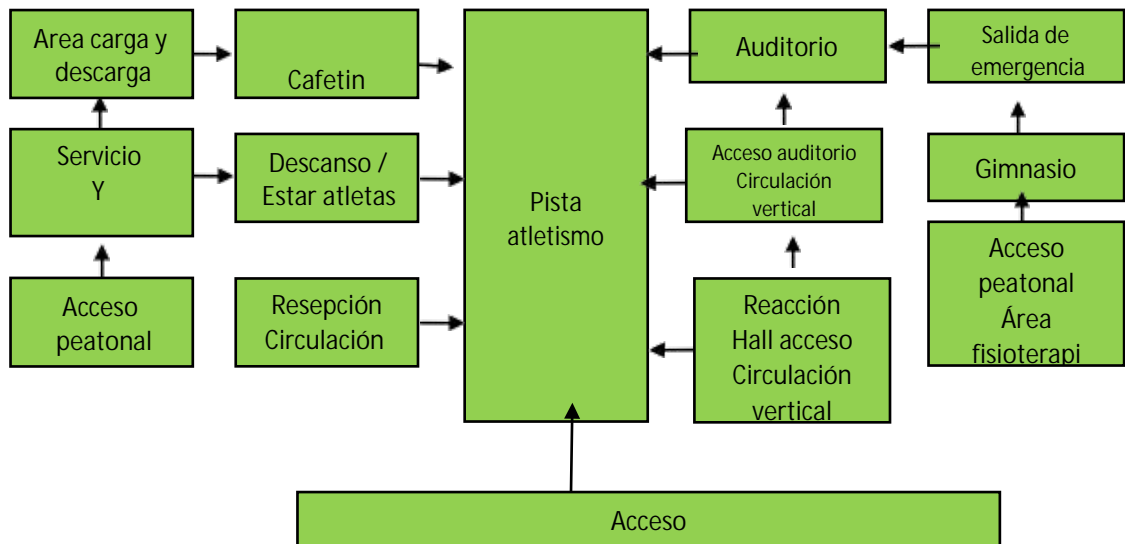 Area carga y
descarga
Cafetin
Pista
atletismo
Auditorio
Salida de
emergencia
Servicio
Y
Descanso /
Estar atletas
Acceso auditorio
Circulación
vertical
Gimnasio
Acceso
peatonal
Resepción
Circulación
Reacción
Hall acceso
Circulación
vertical
Acceso
peatonal
Área
fisioterapi
Acceso